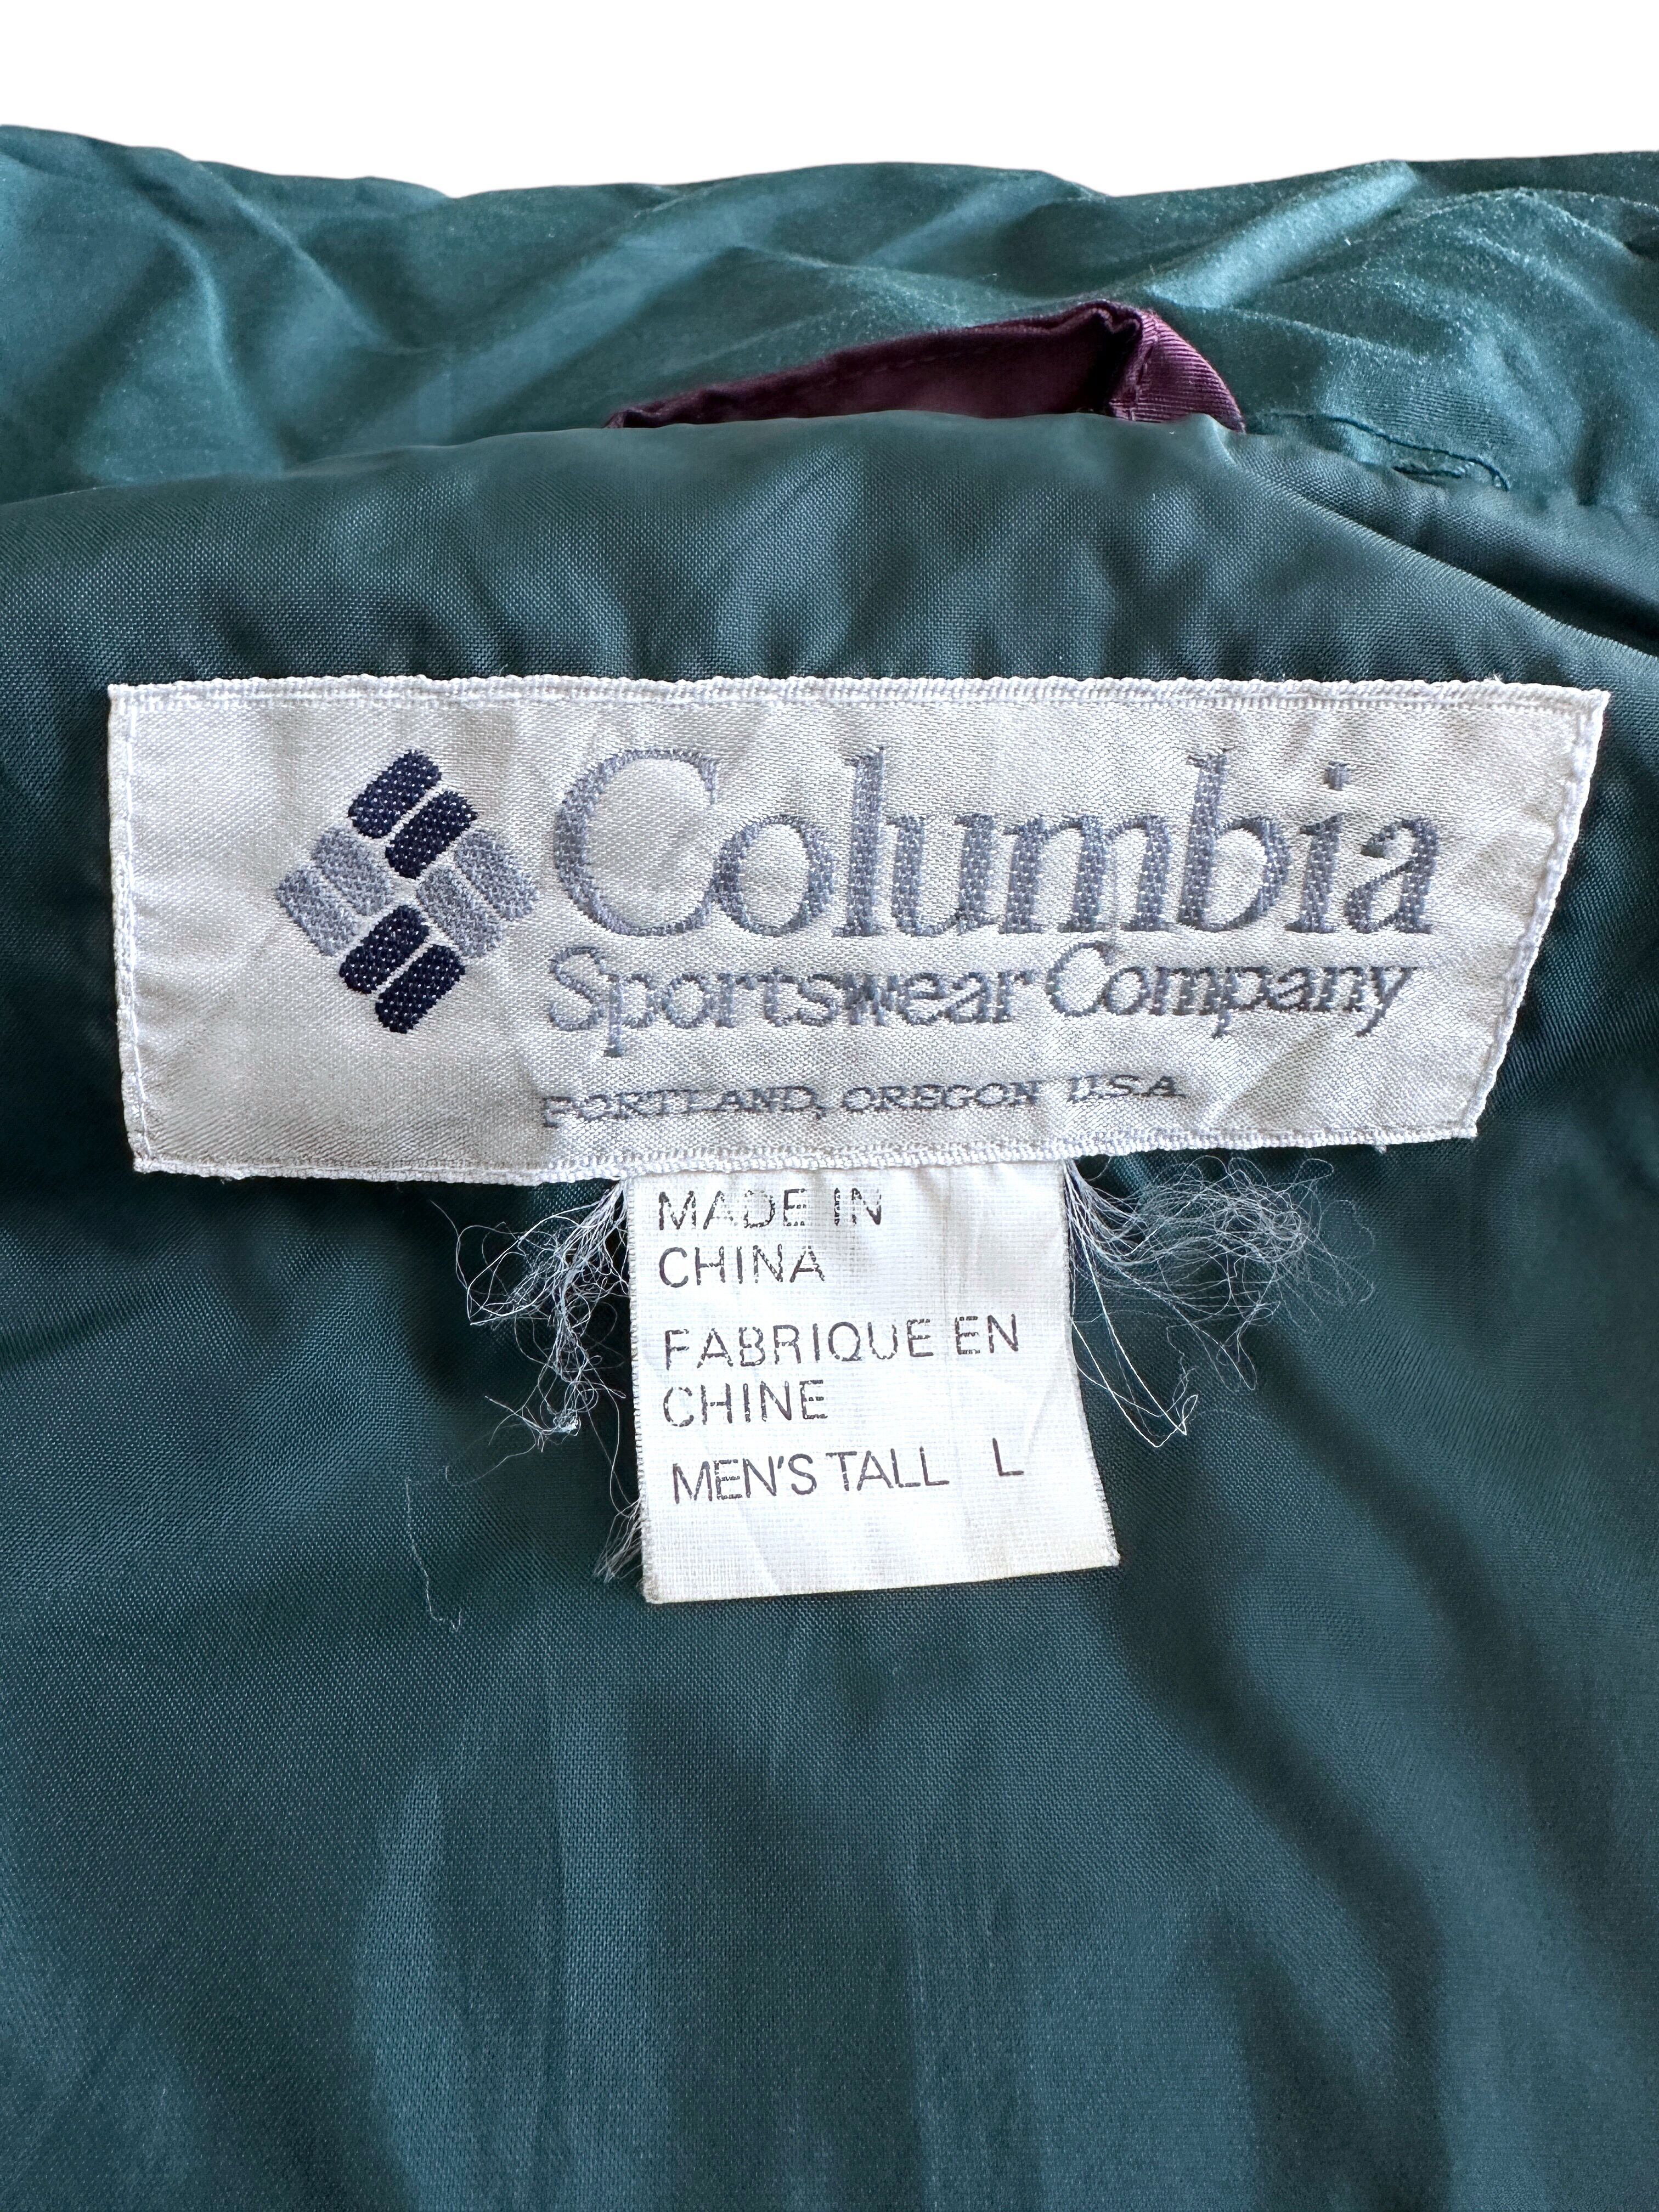 Columbia
Sportswear Company
PORTLAND, OREGON U.S.A.
MADE IN
CHINA
FABRIQUE EN
CHINE
MEN'S TALL L